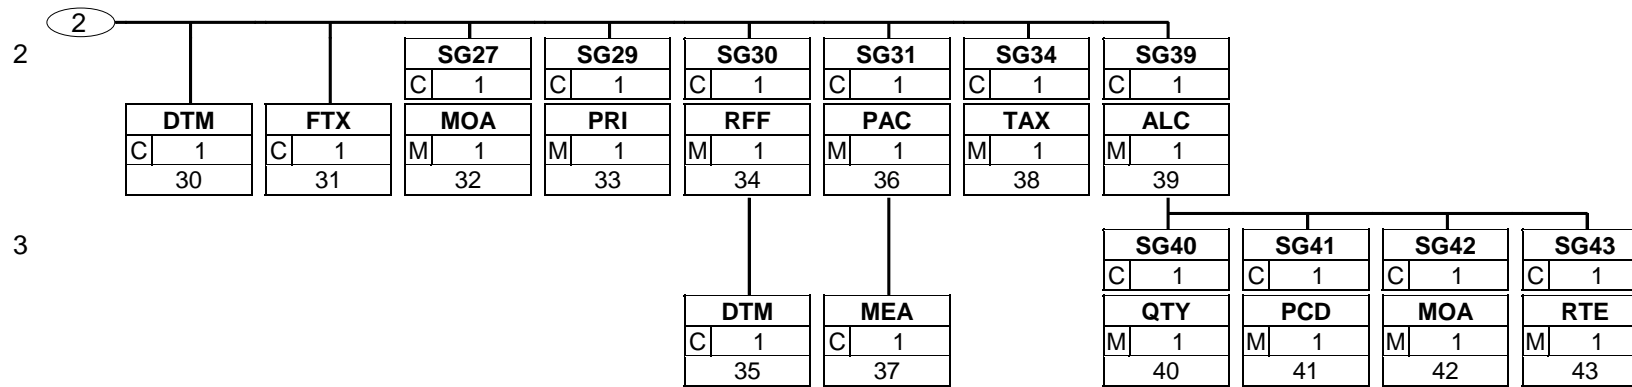 2
2 SG27 SG29 SG30 SG31 SG34 SG39
C 1 C 1 C 1 C 1 C 1 C 1
DTM FTX MOA PRI RFF PAC TAX ALC
C 1 C 1 M 1 M 1 M 1 M 1 M 1 M 1
30 31 32 33 34 36 38 39
3 SG40 SG41 SG42 SG43
C 1 C 1 C 1 C 1
DTM MEA QTY PCD MOA RTE
C 1 C 1 M 1 M 1 M 1 M 1
35 37 40 41 42 43